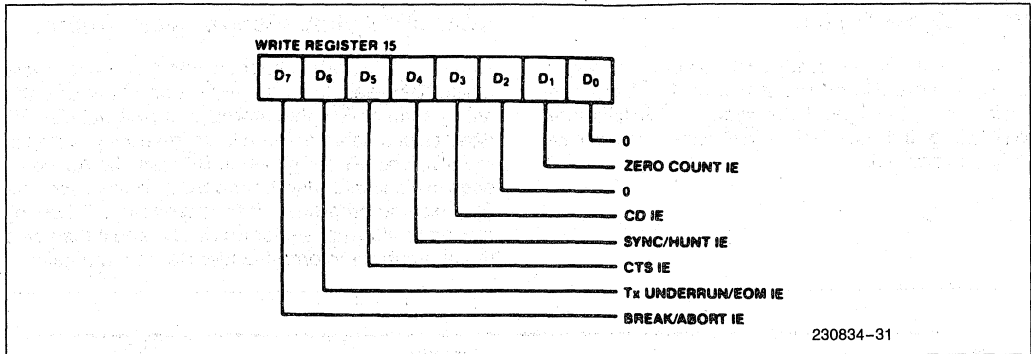 WRITE REGISTER 15
D7 D6 D5 D4 D3 D2 D1 D0
0
ZERO COUNT IE
0
CD IE
SYNC/HUNT IE
CTS IE
Tx UNDERRUN/EOM IE
BREAK/ABORT IE
230834–31